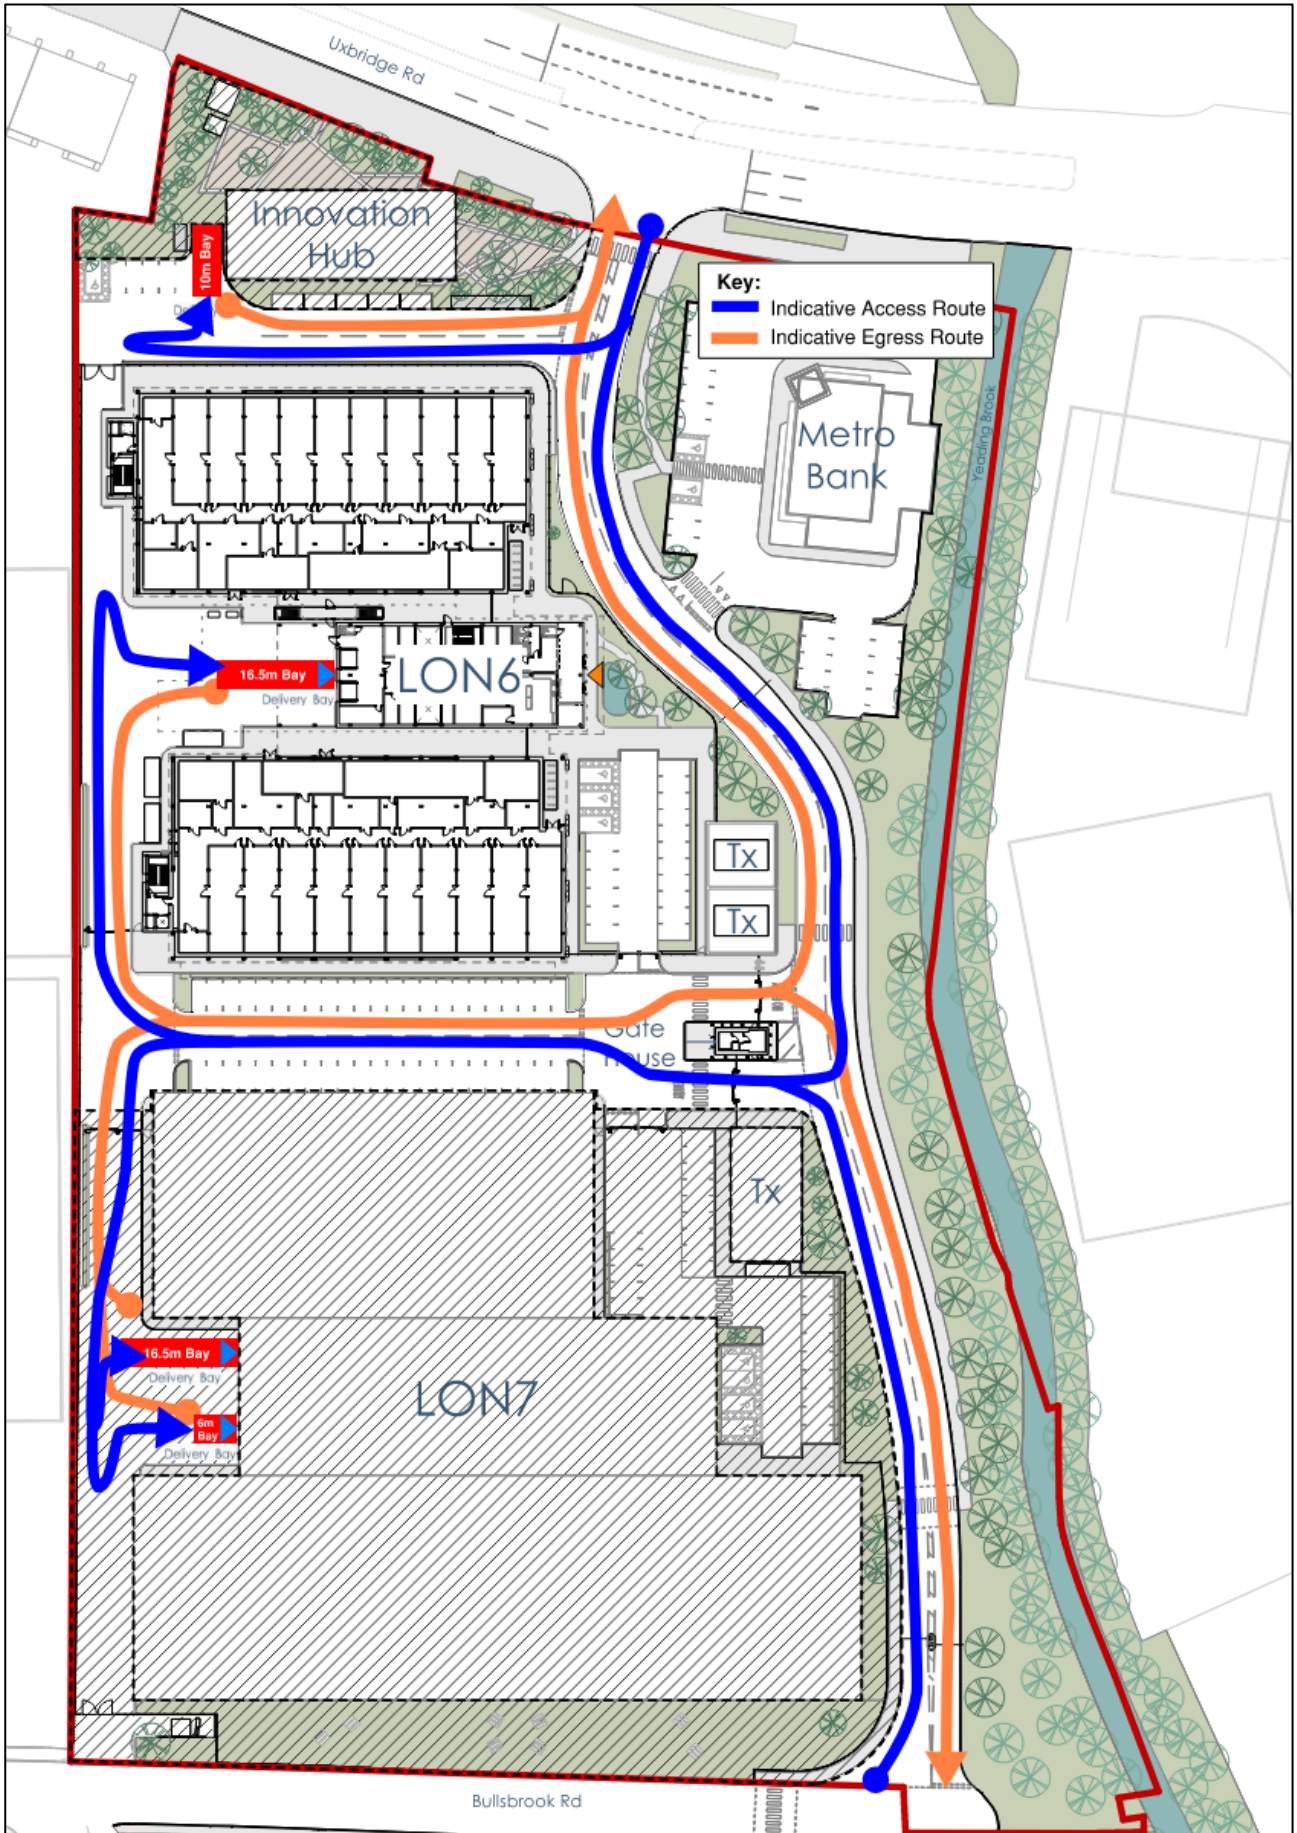 Uxbridge Rd
Innovation
Hub
10m Bay
Key:
Indicative Access Route
Indicative Egress Route
Metro
Bank
Yeading Brook
LON6
16.5m Bay
Delivery Bay
Tx
Tx
Gate
House
Tx
16.5m Bay
Delivery Bay
LON7
6m
Bay
Delivery Bay
Bullsbrook Rd